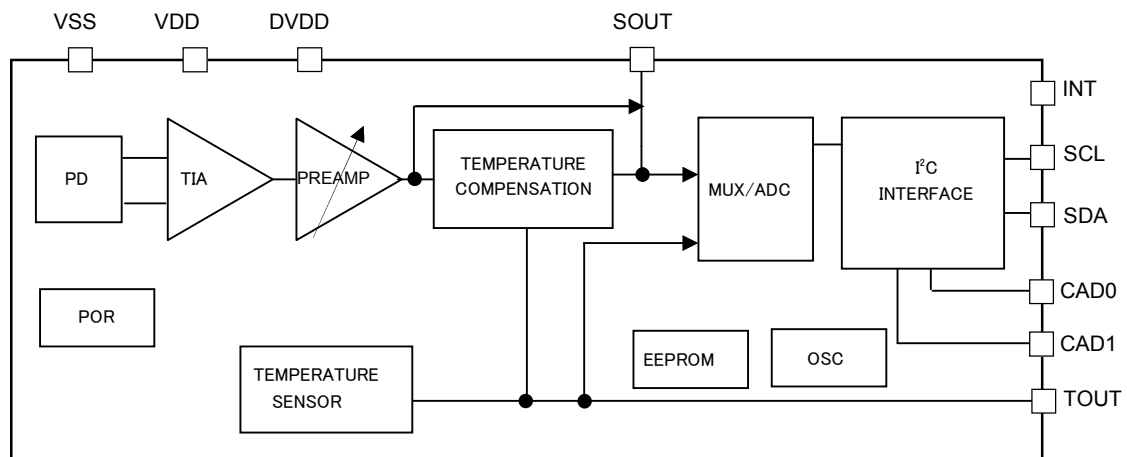 VSS
VDD
DVDD
SOUT
INT
SCL
SDA
CAD0
CAD1
TOUT
PD
TIA
PREAMP
TEMPERATURE
COMPENSATION
MUX/ADC
I²C
INTERFACE
POR
TEMPERATURE
SENSOR
EEPROM
OSC